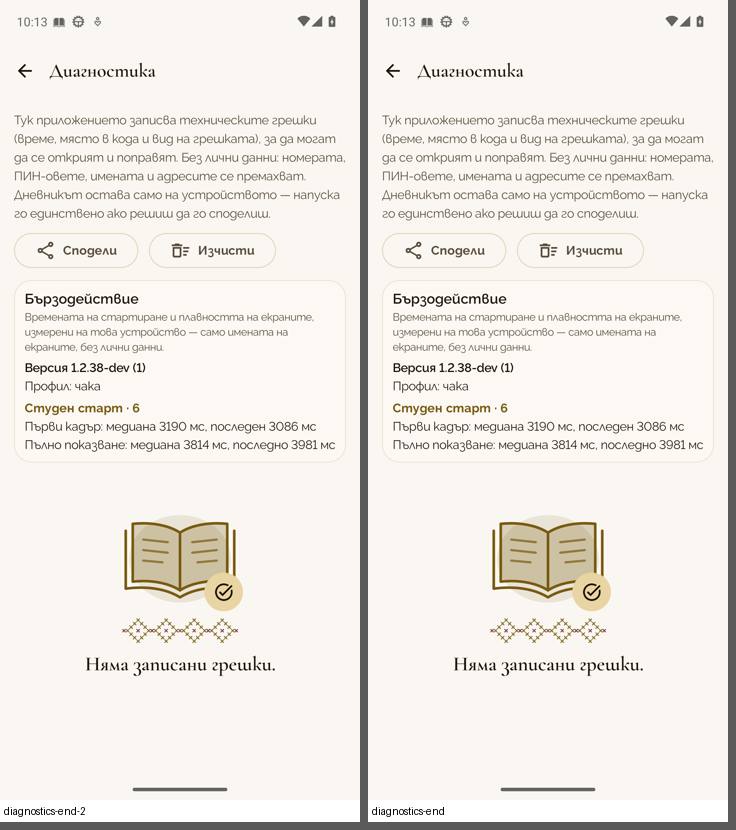 10:13
Диагностика
Тук приложението записва техническите грешки
(време, място в кода и вид на грешката), за да могат
да се открият и поправят. Без лични данни: номерата,
ПИН-овете, имената и адресите се премахват.
Дневникът остава само на устройството — напуска
го единствено ако решиш да го споделиш.
Сподели
Изчисти
Бързодействие
Времената на стартиране и плавността на екраните,
измерени на това устройство — само имената на
екраните, без лични данни.
Версия 1.2.38-dev (1)
Профил: чака
Студен старт · 6
Първи кадър: медиана 3190 мс, последен 3086 мс
Пълно показване: медиана 3814 мс, последно 3981 мс
Няма записани грешки.
diagnostics-end-2
10:13
Диагностика
Тук приложението записва техническите грешки
(време, място в кода и вид на грешката), за да могат
да се открият и поправят. Без лични данни: номерата,
ПИН-овете, имената и адресите се премахват.
Дневникът остава само на устройството — напуска
го единствено ако решиш да го споделиш.
Сподели
Изчисти
Бързодействие
Времената на стартиране и плавността на екраните,
измерени на това устройство — само имената на
екраните, без лични данни.
Версия 1.2.38-dev (1)
Профил: чака
Студен старт · 6
Първи кадър: медиана 3190 мс, последен 3086 мс
Пълно показване: медиана 3814 мс, последно 3981 мс
Няма записани грешки.
diagnostics-end